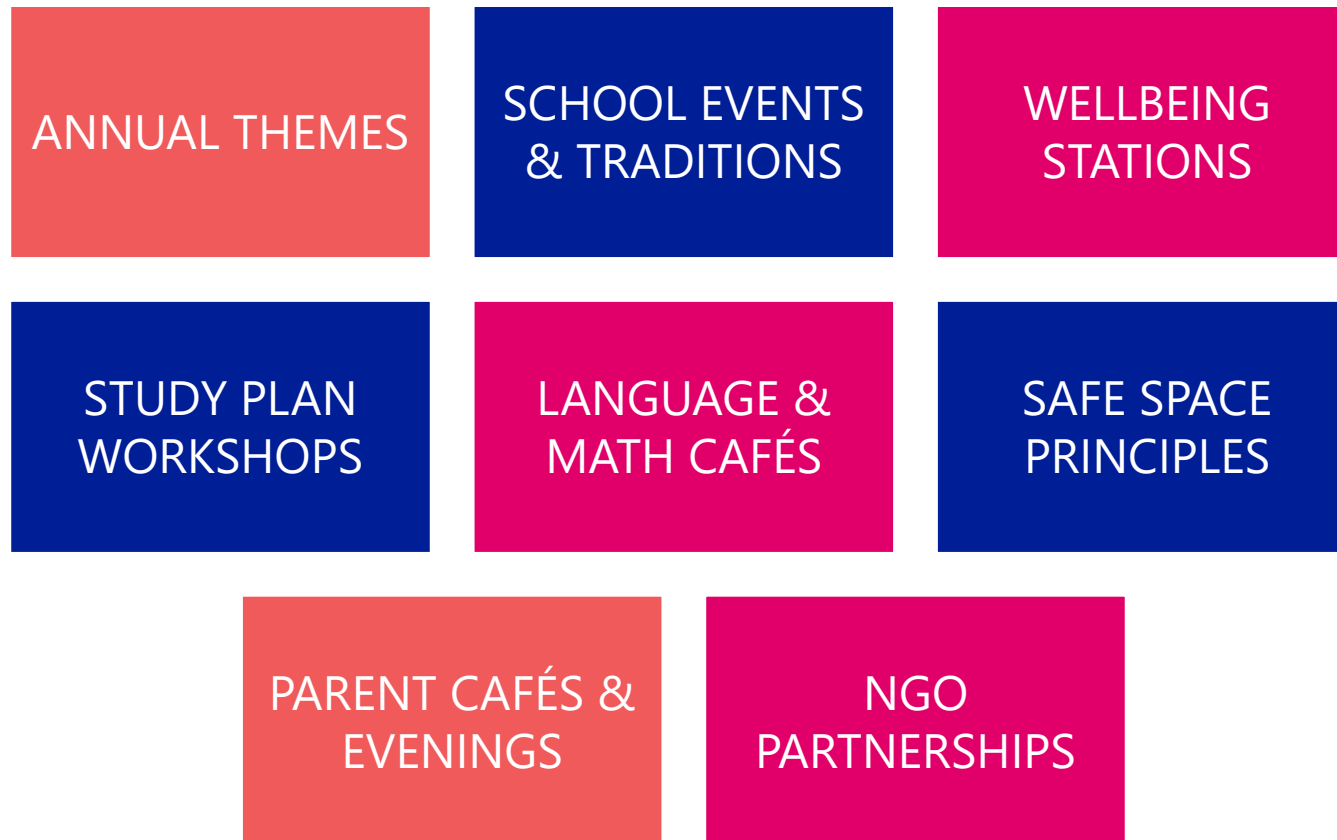 ANNUAL THEMES
SCHOOL EVENTS
& TRADITIONS
WELLBEING
STATIONS
STUDY PLAN
WORKSHOPS
LANGUAGE &
MATH CAFÉS
SAFE SPACE
PRINCIPLES
PARENT CAFÉS &
EVENINGS
NGO
PARTNERSHIPS